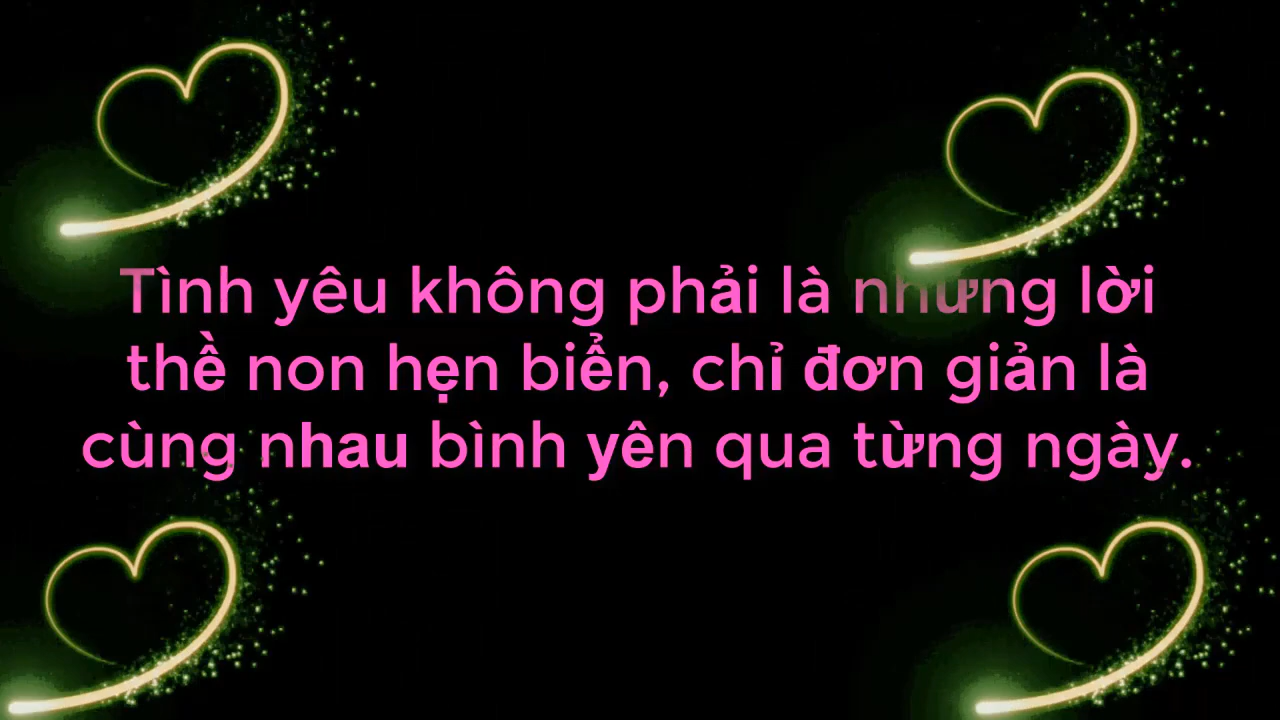 Tình yêu không phải là những lời
thề non hẹn biển, chỉ đơn giản là
cùng nhau bình yên qua từng ngày.